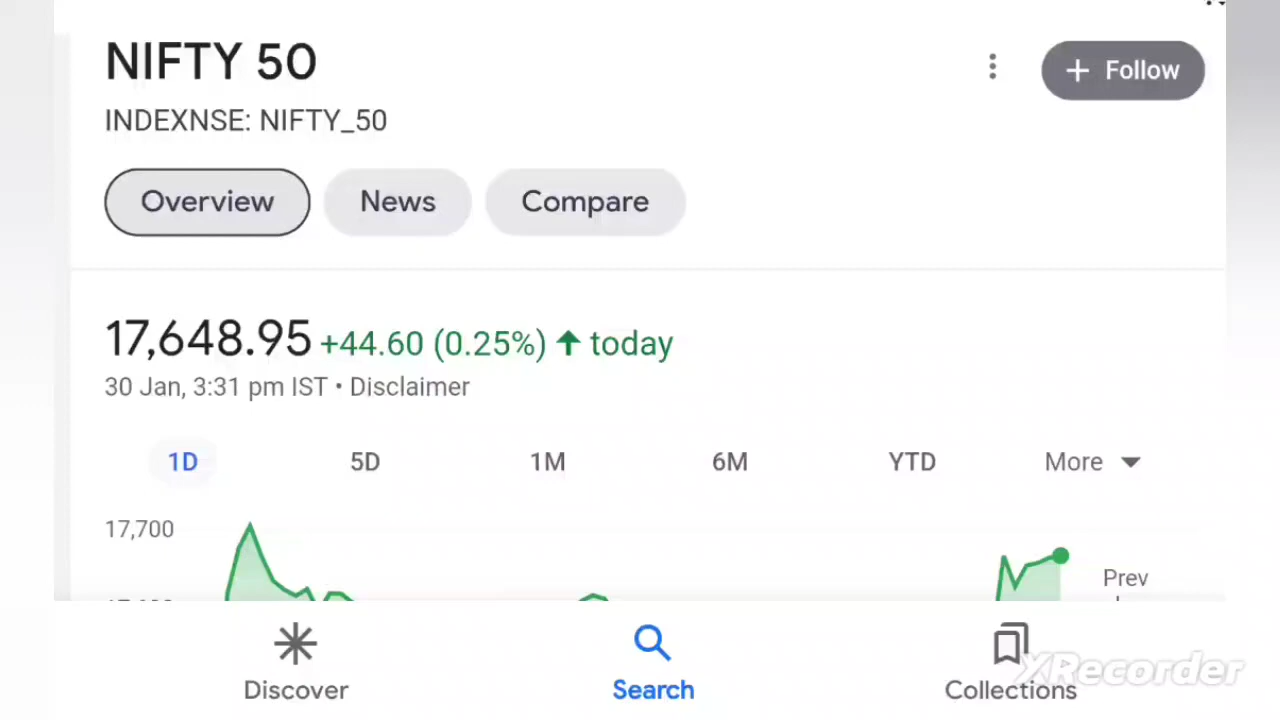 NIFTY 50
+ Follow
INDEXNSE: NIFTY_50
Overview News Compare
17,648.95 +44.60 (0.25%) ↑ today
30 Jan, 3:31 pm IST • Disclaimer
1D 5D 1M 6M YTD More
17,700
Prev
Discover Search Collections
XRecorder